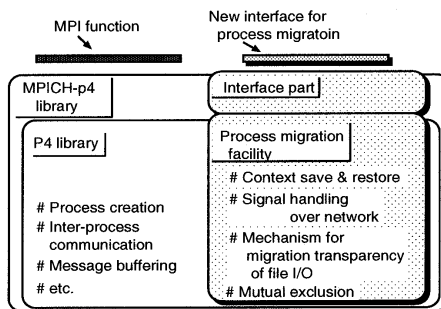 MPI function
New interface for
process migratoin
MPICH-p4
library
Interface part
P4 library
Process migration
facility
# Process creation
# Inter-process
communication
# Message buffering
# etc.
# Context save & restore
# Signal handling
over network
# Mechanism for
migration transparency
of file I/O
# Mutual exclusion